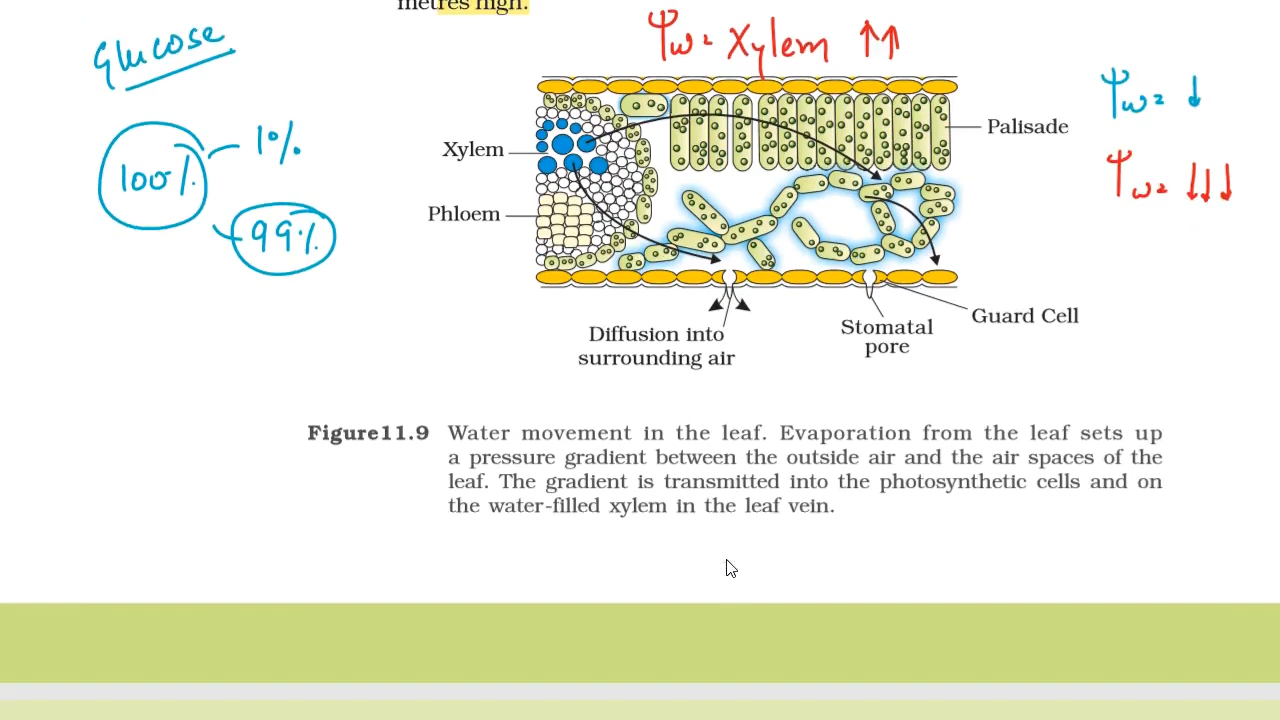 metres high.
Glucose
Ψw = Xylem ↑↑
Ψw = ↓
100%
1%
99%
Ψw = ↓↓↓
Xylem
Phloem
Palisade
Diffusion into
surrounding air
Stomatal
pore
Guard Cell
Figure11.9 Water movement in the leaf. Evaporation from the leaf sets up
a pressure gradient between the outside air and the air spaces of the
leaf. The gradient is transmitted into the photosynthetic cells and on
the water-filled xylem in the leaf vein.